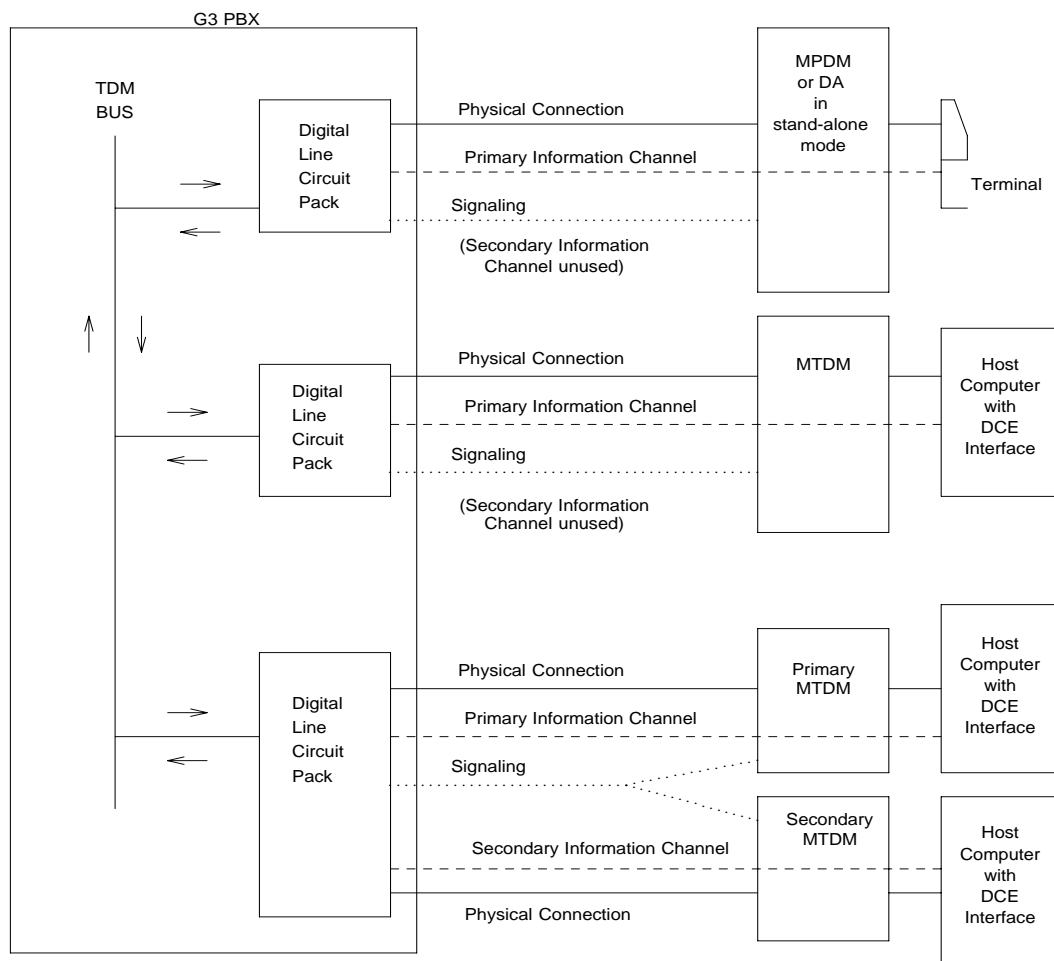 G3 PBX
TDM
BUS
Digital
Line
Circuit
Pack
Physical Connection
Primary Information Channel
Signaling
(Secondary Information
Channel unused)
MPDM
or DA
in
stand-alone
mode
Terminal
Digital
Line
Circuit
Pack
Physical Connection
Primary Information Channel
Signaling
(Secondary Information
Channel unused)
MTDM
Host
Computer
with
DCE
Interface
Digital
Line
Circuit
Pack
Physical Connection
Primary Information Channel
Signaling
Secondary Information Channel
Physical Connection
Primary
MTDM
Host
Computer
with
DCE
Interface
Secondary
MTDM
Host
Computer
with
DCE
Interface